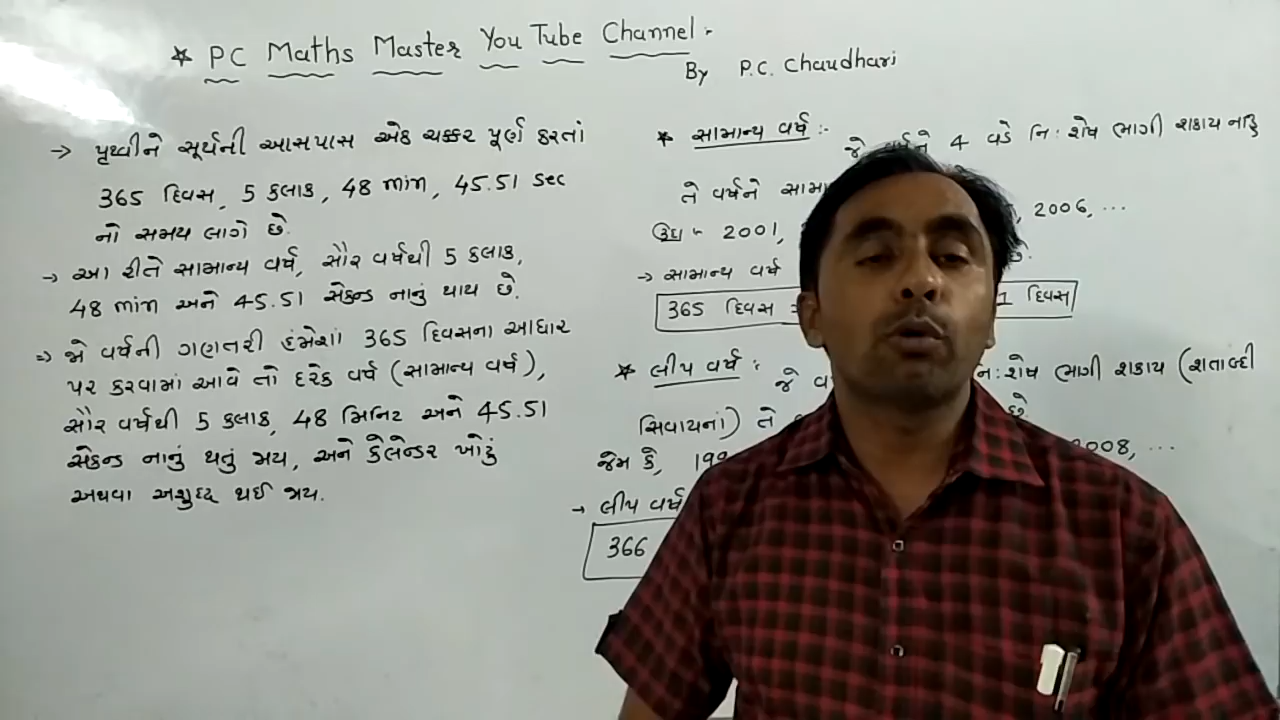 * PC Maths Master You Tube Channel :-
By P.C. Chaudhari
→ પૃથ્વીને સૂર્યની આસપાસ એક ચક્કર પૂર્ણ કરતાં
365 દિવસ, 5 કલાક, 48 મીનીટ, 45.51 Sec
નો સમય લાગે છે.
→ આ રીતે સામાન્ય વર્ષ, સૌર વર્ષથી 5 કલાક,
48 મીનીટ અને 45.51 સેકન્ડ નાનું થાય છે.
⇒ જો વર્ષની ગણતરી હંમેશાં 365 દિવસના આધાર
પર કરવામાં આવે તો દરેક વર્ષ (સામાન્ય વર્ષ),
સૌર વર્ષથી 5 કલાક, 48 મિનિટ અને 45.51
સેકન્ડ નાનું થતું જાય, અને કેલેન્ડર ખોટું
અથવા અશુદ્ધ થઈ જાય.
* સામાન્ય વર્ષ :- જે વર્ષને 4 વડે નિ:શેષ ભાગી શકાય નહિ
તે વર્ષને
ઉદા 2001, 2006, ...
→ સામાન્ય વર્ષ છે.
365 દિવસ = 1 દિવસ
* લીપ વર્ષ :- જે નિ:શેષ ભાગી શકાય (શતાબ્દી
સિવાયનાં) તે છે.
જેમ કે, 2008, ...
→ લીપ વર્ષ
366